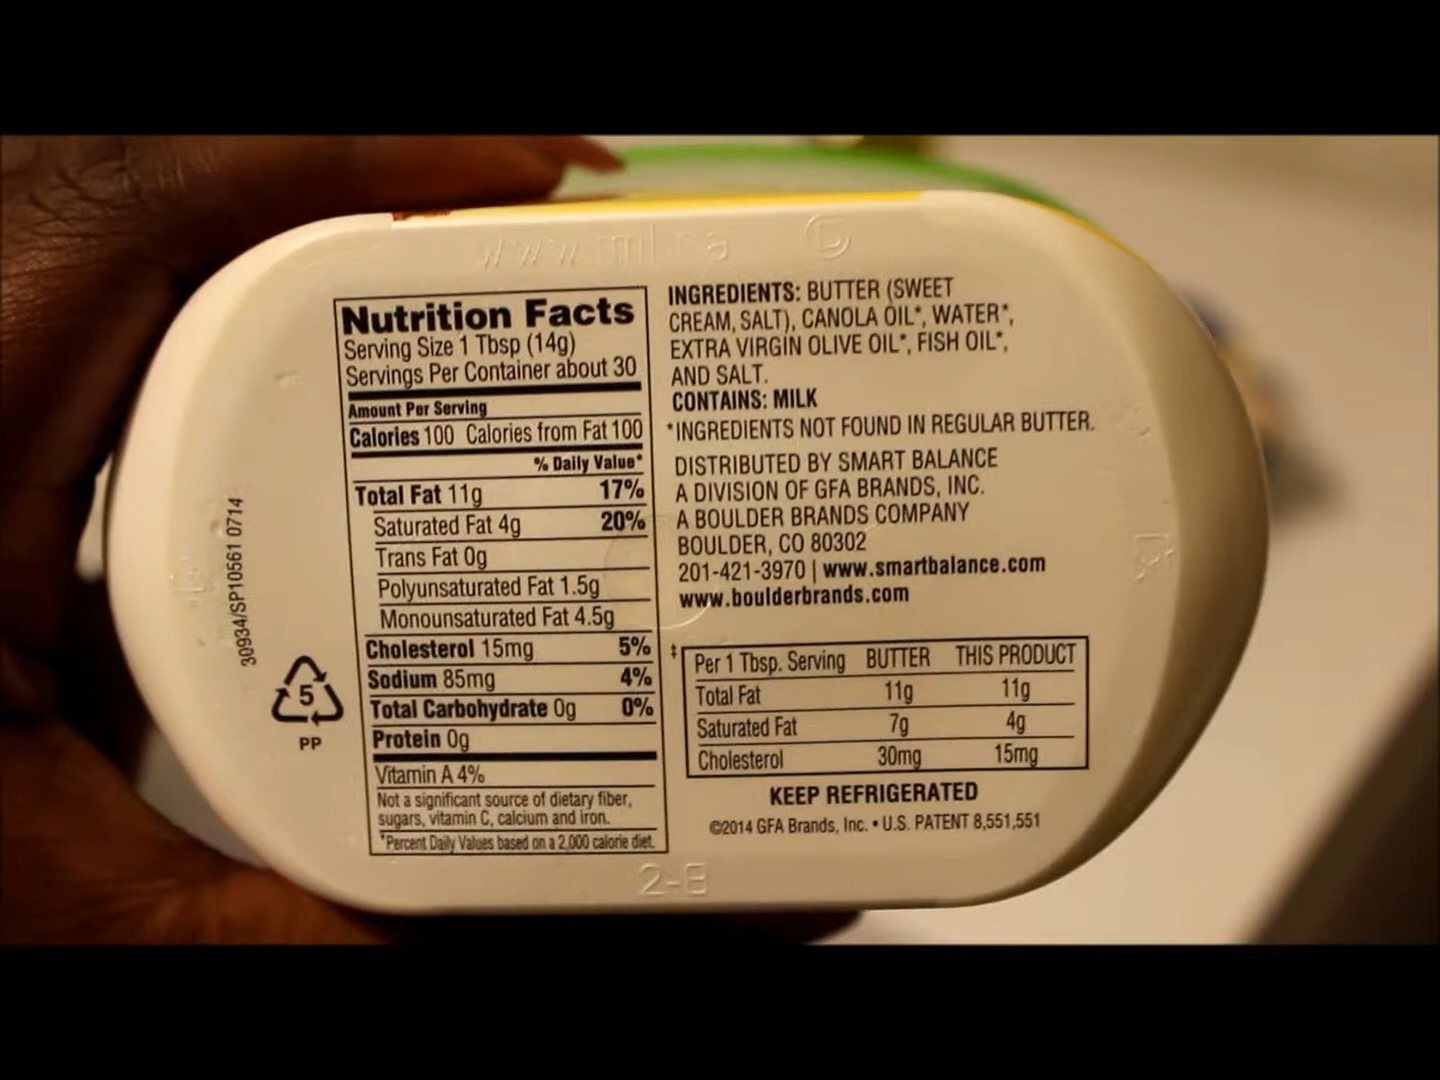 Nutrition Facts
Serving Size 1 Tbsp (14g)
Servings Per Container about 30
Amount Per Serving
Calories 100 Calories from Fat 100
% Daily Value*
Total Fat 11g 17%
Saturated Fat 4g 20%
Trans Fat 0g
Polyunsaturated Fat 1.5g
Monounsaturated Fat 4.5g
Cholesterol 15mg 5%
Sodium 85mg 4%
Total Carbohydrate 0g 0%
Protein 0g
Vitamin A 4%
Not a significant source of dietary fiber,
sugars, vitamin C, calcium and iron.
*Percent Daily Values based on a 2,000 calorie diet.
INGREDIENTS: BUTTER (SWEET
CREAM, SALT), CANOLA OIL*, WATER*,
EXTRA VIRGIN OLIVE OIL*, FISH OIL*,
AND SALT.
CONTAINS: MILK
*INGREDIENTS NOT FOUND IN REGULAR BUTTER.
DISTRIBUTED BY SMART BALANCE
A DIVISION OF GFA BRANDS, INC.
A BOULDER BRANDS COMPANY
BOULDER, CO 80302
201-421-3970 | www.smartbalance.com
www.boulderbrands.com
‡ Per 1 Tbsp. Serving BUTTER THIS PRODUCT
Total Fat 11g 11g
Saturated Fat 7g 4g
Cholesterol 30mg 15mg
KEEP REFRIGERATED
©2014 GFA Brands, Inc. • U.S. PATENT 8,551,551
30934/SP10561 0714
5
PP
2-8